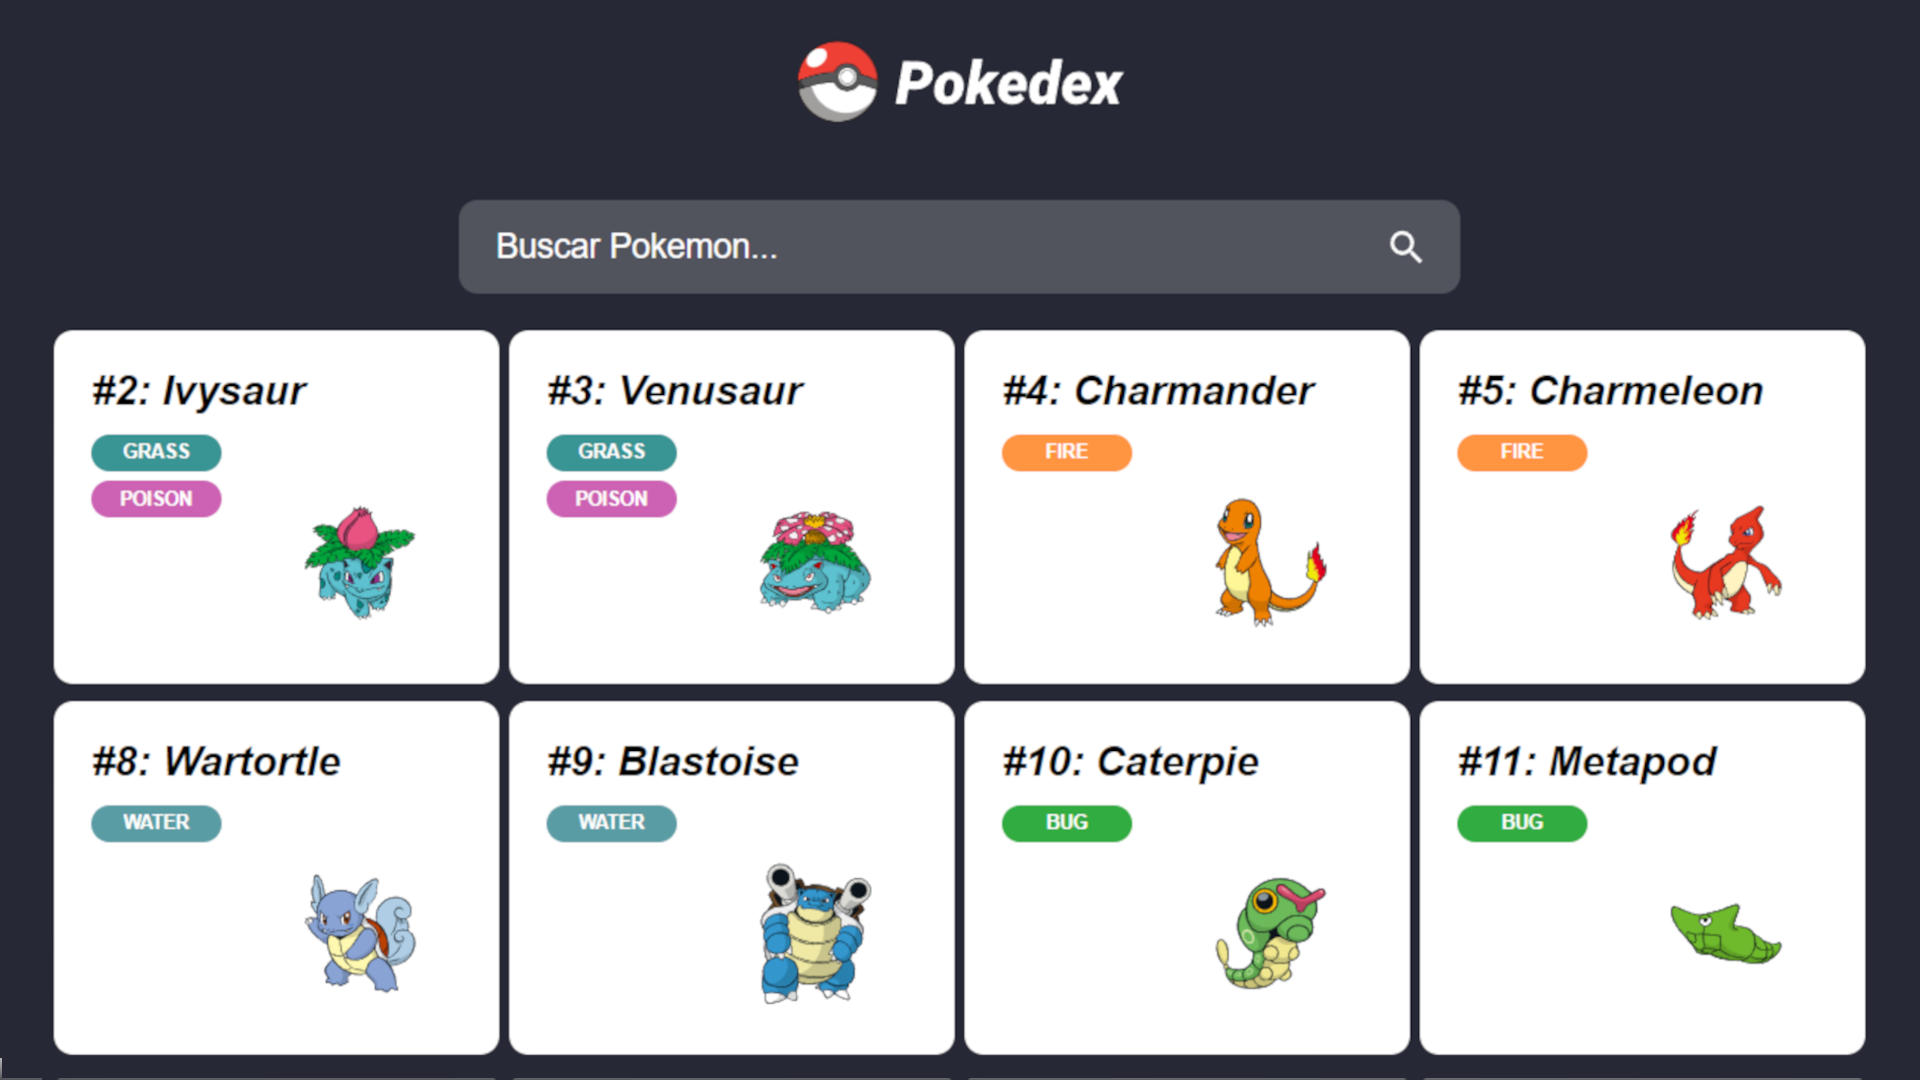 Pokedex
Buscar Pokemon...
#2: Ivysaur
GRASS
POISON
#3: Venusaur
GRASS
POISON
#4: Charmander
FIRE
#5: Charmeleon
FIRE
#8: Wartortle
WATER
#9: Blastoise
WATER
#10: Caterpie
BUG
#11: Metapod
BUG